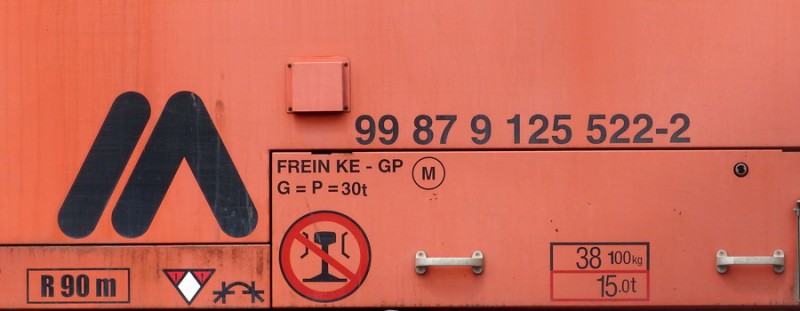 99 87 9 125 522-2
FREIN KE - GP M
G = P = 30t
38 100kg
15.0t
R 90 m